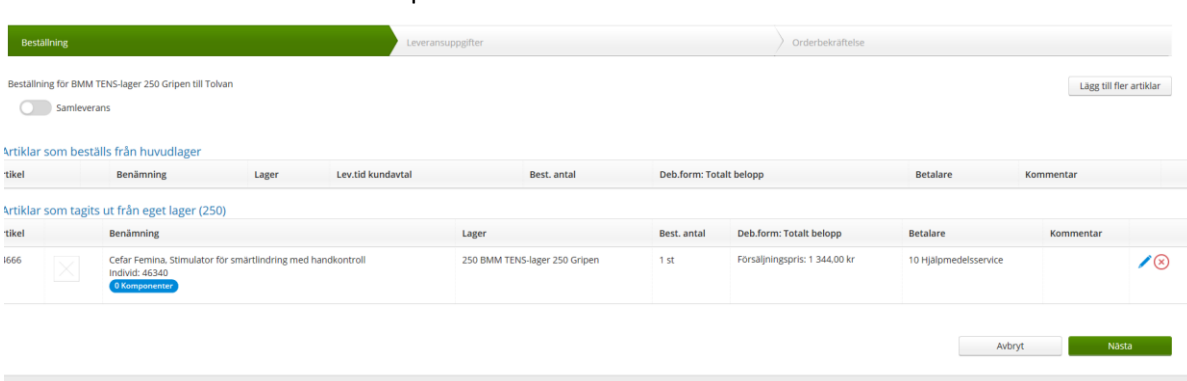 Beställning Leveransuppgifter Orderbekräftelse
Beställning för BMM TENS-lager 250 Gripen till Tolvan Lägg till fler artiklar
Samleverans
Artiklar som beställs från huvudlager
rtikel Benämning Lager Lev.tid kundavtal Best. antal Deb.form: Totalt belopp Betalare Kommentar
Artiklar som tagits ut från eget lager (250)
rtikel Benämning Lager Best. antal Deb.form: Totalt belopp Betalare Kommentar
4666 Cefar Femina, Stimulator för smärtlindring med handkontroll 250 BMM TENS-lager 250 Gripen 1 st Försäljningspris: 1 344,00 kr 10 Hjälpmedelsservice
Individ: 46340
0 Komponenter
Avbryt Nästa